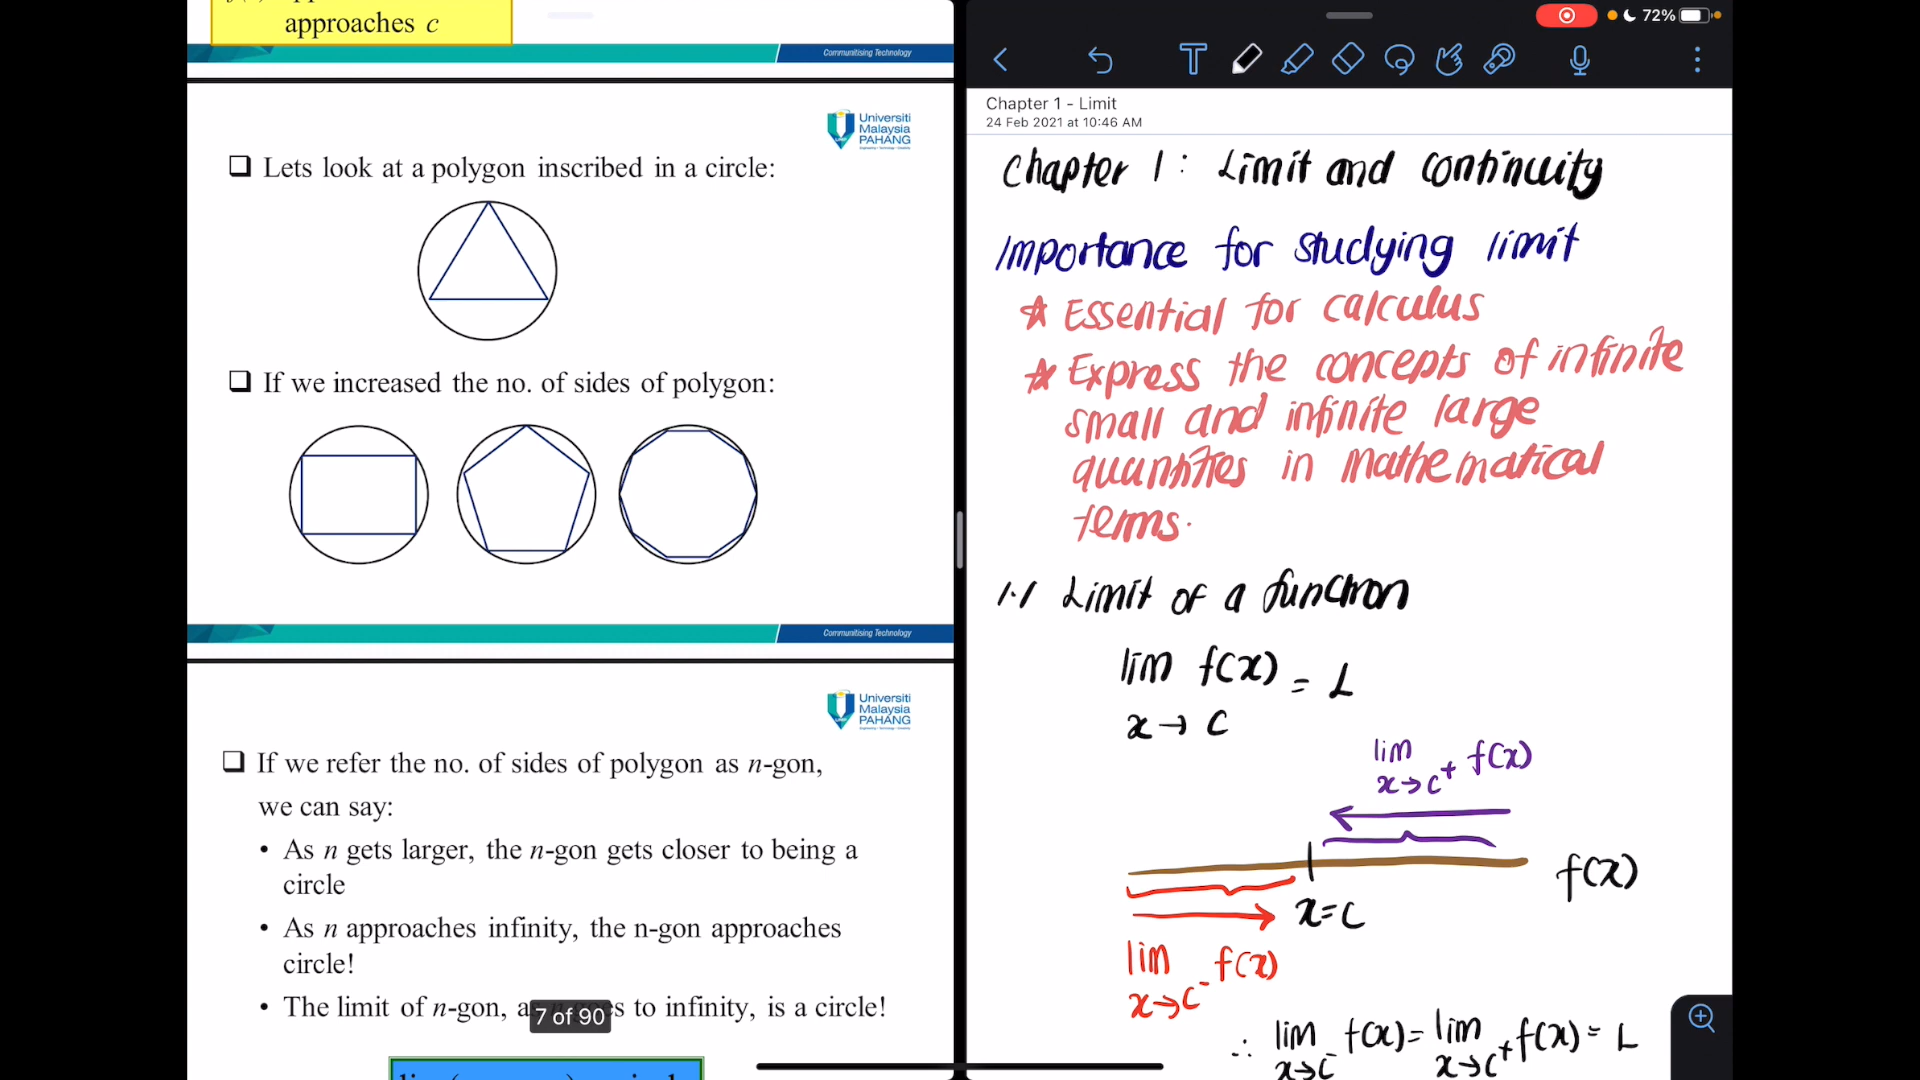 approaches c
Communitising Technology
Universiti
Malaysia
PAHANG
❑ Lets look at a polygon inscribed in a circle:
❑ If we increased the no. of sides of polygon:
Communitising Technology
Universiti
Malaysia
PAHANG
❑ If we refer the no. of sides of polygon as n-gon,
we can say:
• As n gets larger, the n-gon gets closer to being a
circle
• As n approaches infinity, the n-gon approaches
circle!
• The limit of n-gon, as n goes to infinity, is a circle!
7 of 90
72%
T
Chapter 1 - Limit
24 Feb 2021 at 10:46 AM
Chapter 1: Limit and continuity
Importance for studying limit
☆ Essential for calculus
☆ Express the concepts of infinite
small and infinite large
quantities in mathematical
terms.
1.1 Limit of a function
lim f(x) = L
x→c
lim f(x)
x→c⁺
f(x)
x=c
lim f(x)
x→c⁻
∴ lim f(x) = lim f(x) = L
x→c⁻ x→c⁺